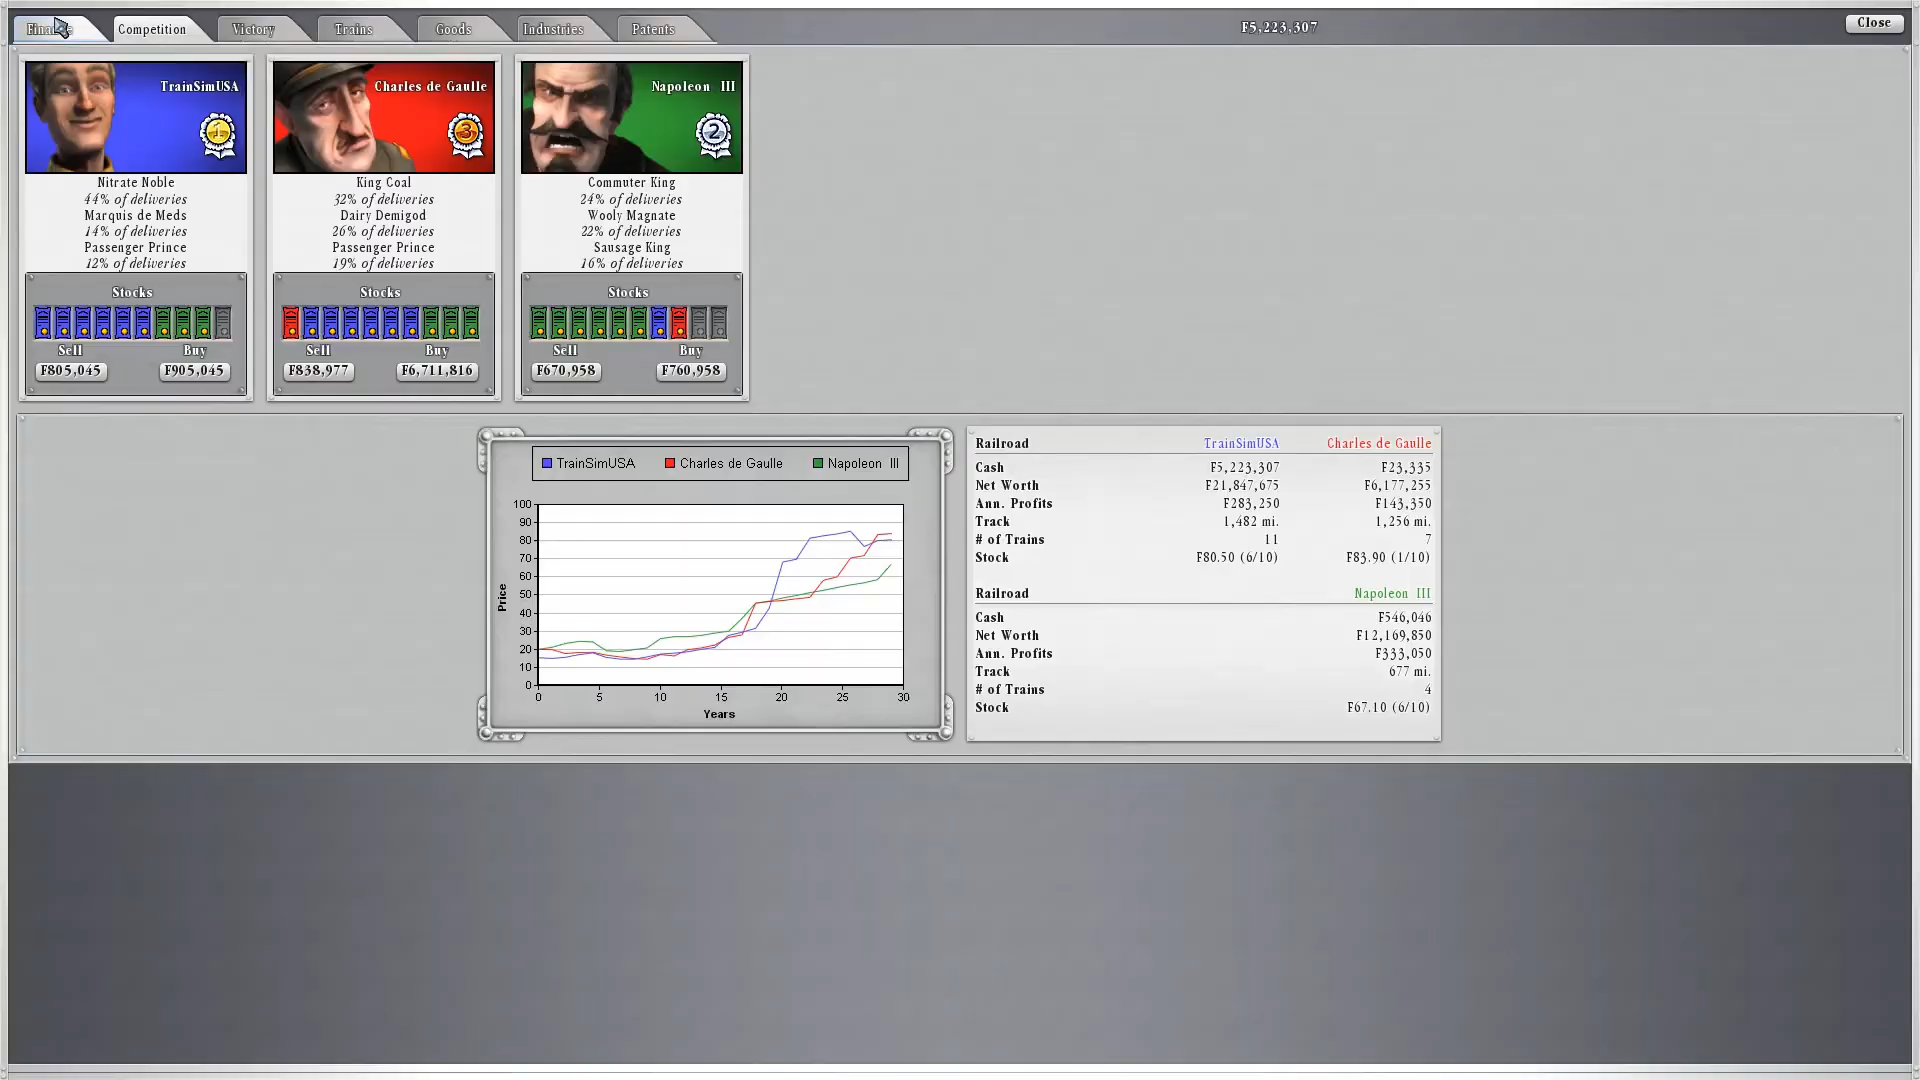 Finance
Competition
Victory
Trains
Goods
Industries
Patents
F5,223,307
Close
TrainSimUSA
1
Nitrate Noble
44% of deliveries
Marquis de Meds
14% of deliveries
Passenger Prince
12% of deliveries
Stocks
Sell Buy
F805,045 F905,045
Charles de Gaulle
3
King Coal
32% of deliveries
Dairy Demigod
26% of deliveries
Passenger Prince
19% of deliveries
Stocks
Sell Buy
F838,977 F6,711,816
Napoleon III
2
Commuter King
24% of deliveries
Wooly Magnate
22% of deliveries
Sausage King
16% of deliveries
Stocks
Sell Buy
F670,958 F760,958
TrainSimUSA Charles de Gaulle Napoleon III
100
90
80
70
60
50
40
30
20
10
0
Price
0 5 10 15 20 25 30
Years
Railroad TrainSimUSA Charles de Gaulle
Cash F5,223,307 F23,335
Net Worth F21,847,675 F6,177,255
Ann. Profits F283,250 F143,350
Track 1,482 mi. 1,256 mi.
# of Trains 11 7
Stock F80.50 (6/10) F83.90 (1/10)
Railroad Napoleon III
Cash F546,046
Net Worth F12,169,850
Ann. Profits F333,050
Track 677 mi.
# of Trains 4
Stock F67.10 (6/10)